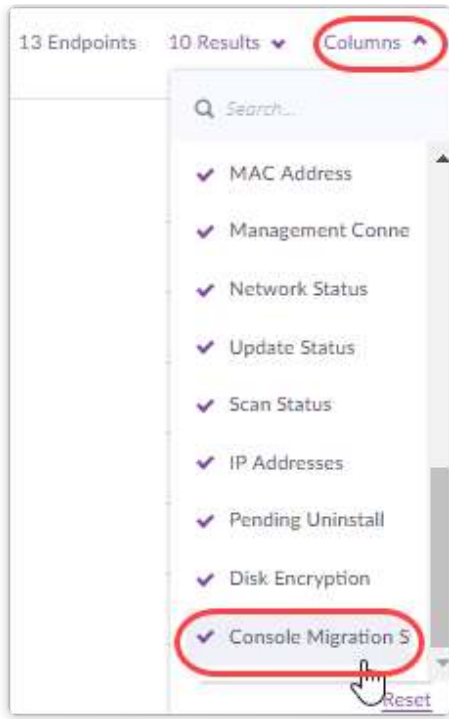 13 Endpoints 10 Results Columns
Search...
MAC Address
Management Conne
Network Status
Update Status
Scan Status
IP Addresses
Pending Uninstall
Disk Encryption
Console Migration S
Reset